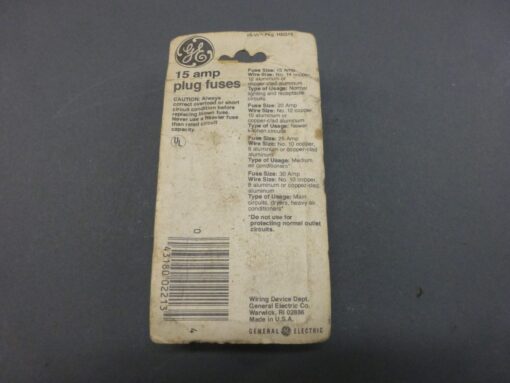 GE
15 amp
plug fuses
CAUTION: Always
correct overload or short
circuit condition before
replacing blown fuse.
Never use a heavier fuse
than rated circuit
capacity.
UL
Fuse Size: 15 Amp
Wire Size: No. 14 copper,
12 aluminum or
copper-clad aluminum
Type of Usage: Normal
lighting and receptacle
circuits
Fuse Size: 20 Amp
Wire Size: No. 12 copper,
10 aluminum or
copper-clad aluminum
Type of Usage: Newer
kitchen circuits
Fuse Size: 25 Amp
Wire Size: No. 10 copper,
8 aluminum or copper-clad
aluminum
Type of Usage: Medium
air conditioners*
Fuse Size: 30 Amp
Wire Size: No. 10 copper,
8 aluminum or copper-clad
aluminum
Type of Usage: Main
circuits, dryers, heavy air
conditioners*
*Do not use for
protecting normal outlet
circuits.
0 43180 02213 4
Wiring Device Dept.
General Electric Co.
Warwick, RI 02886
Made in U.S.A.
GENERAL GE ELECTRIC